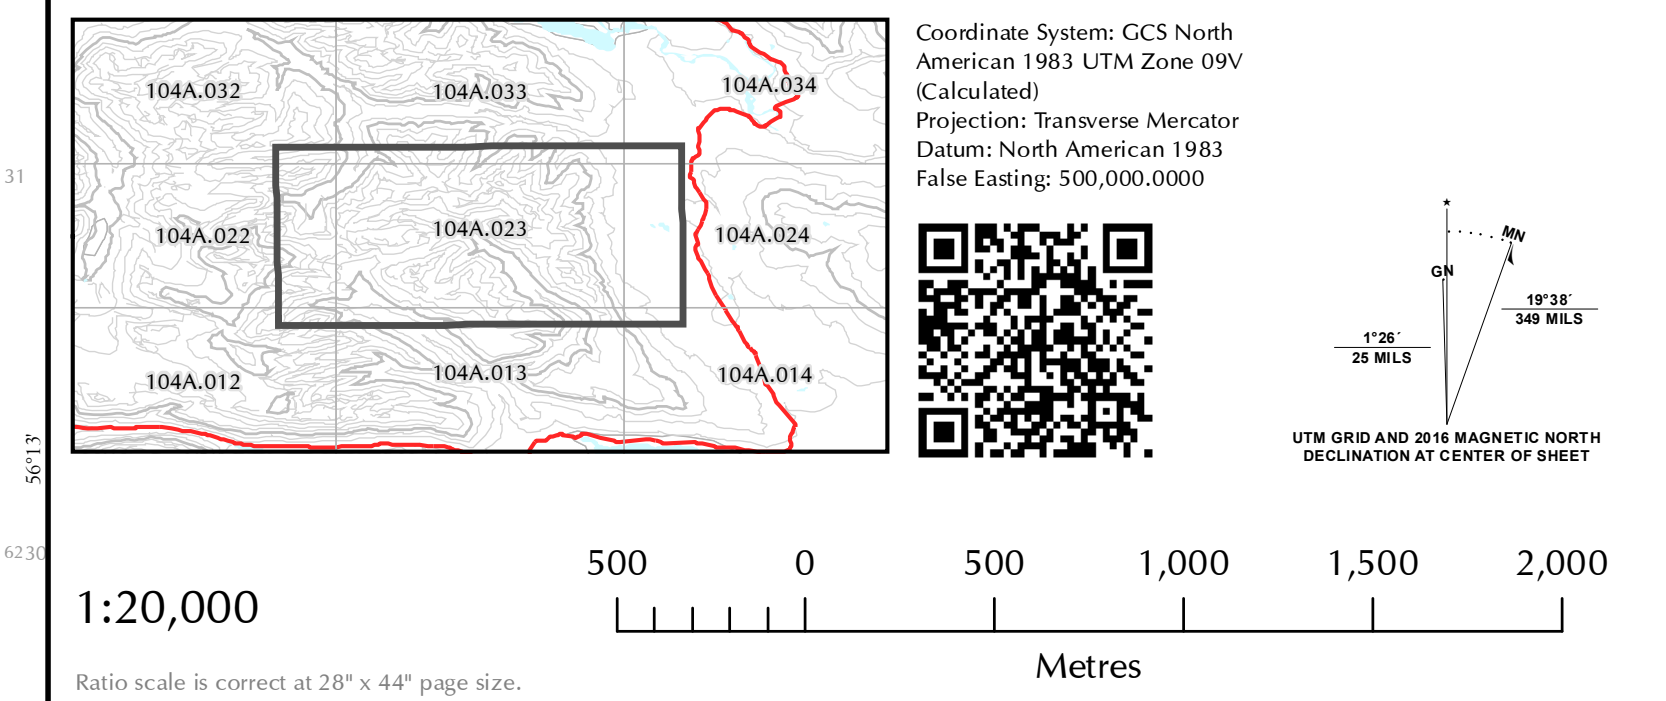 104A.032
104A.033
104A.034
104A.022
104A.023
104A.024
104A.012
104A.013
104A.014
31
56°13'
6230
Coordinate System: GCS North
American 1983 UTM Zone 09V
(Calculated)
Projection: Transverse Mercator
Datum: North American 1983
False Easting: 500,000.0000
MN
GN
19°38´
349 MILS
1°26´
25 MILS
UTM GRID AND 2016 MAGNETIC NORTH
DECLINATION AT CENTER OF SHEET
1:20,000
500 0 500 1,000 1,500 2,000
Metres
Ratio scale is correct at 28" x 44" page size.